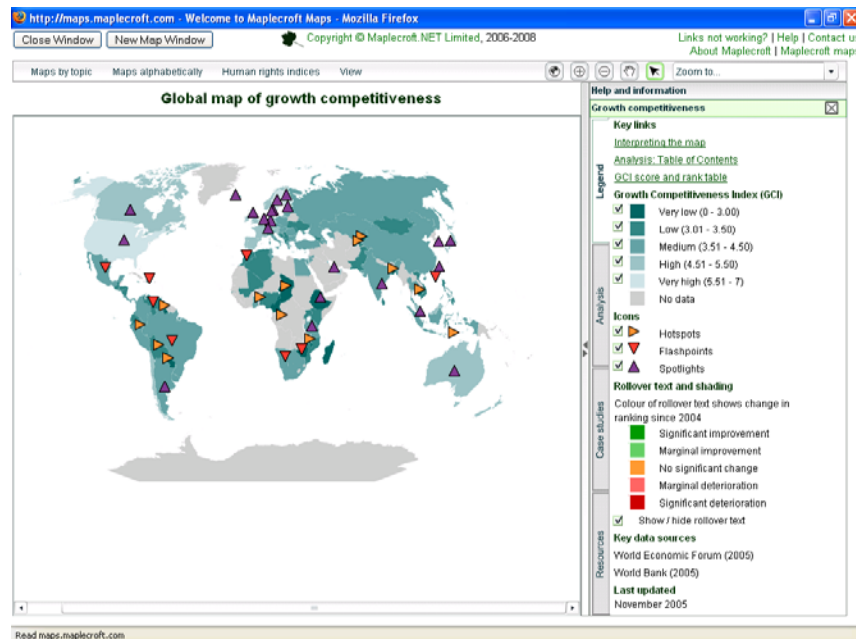 http://maps.maplecroft.com - Welcome to Maplecroft Maps - Mozilla Firefox
Close Window New Map Window Copyright © Maplecroft.NET Limited, 2006-2008 Links not working? | Help | Contact u
About Maplecroft | Maplecroft map
Maps by topic Maps alphabetically Human rights indices View Zoom to...
Global map of growth competitiveness
Help and information
Growth competitiveness
Legend
Analysis
Case studies
Resources
Key links
Interpreting the map
Analysis: Table of Contents
GCI score and rank table
Growth Competitiveness Index (GCI)
Very low (0 - 3.00)
Low (3.01 - 3.50)
Medium (3.51 - 4.50)
High (4.51 - 5.50)
Very high (5.51 - 7)
No data
Icons
Hotspots
Flashpoints
Spotlights
Rollover text and shading
Colour of rollover text shows change in
ranking since 2004
Significant improvement
Marginal improvement
No significant change
Marginal deterioration
Significant deterioration
Show / hide rollover text
Key data sources
World Economic Forum (2005)
World Bank (2005)
Last updated
November 2005
Read maps.maplecroft.com